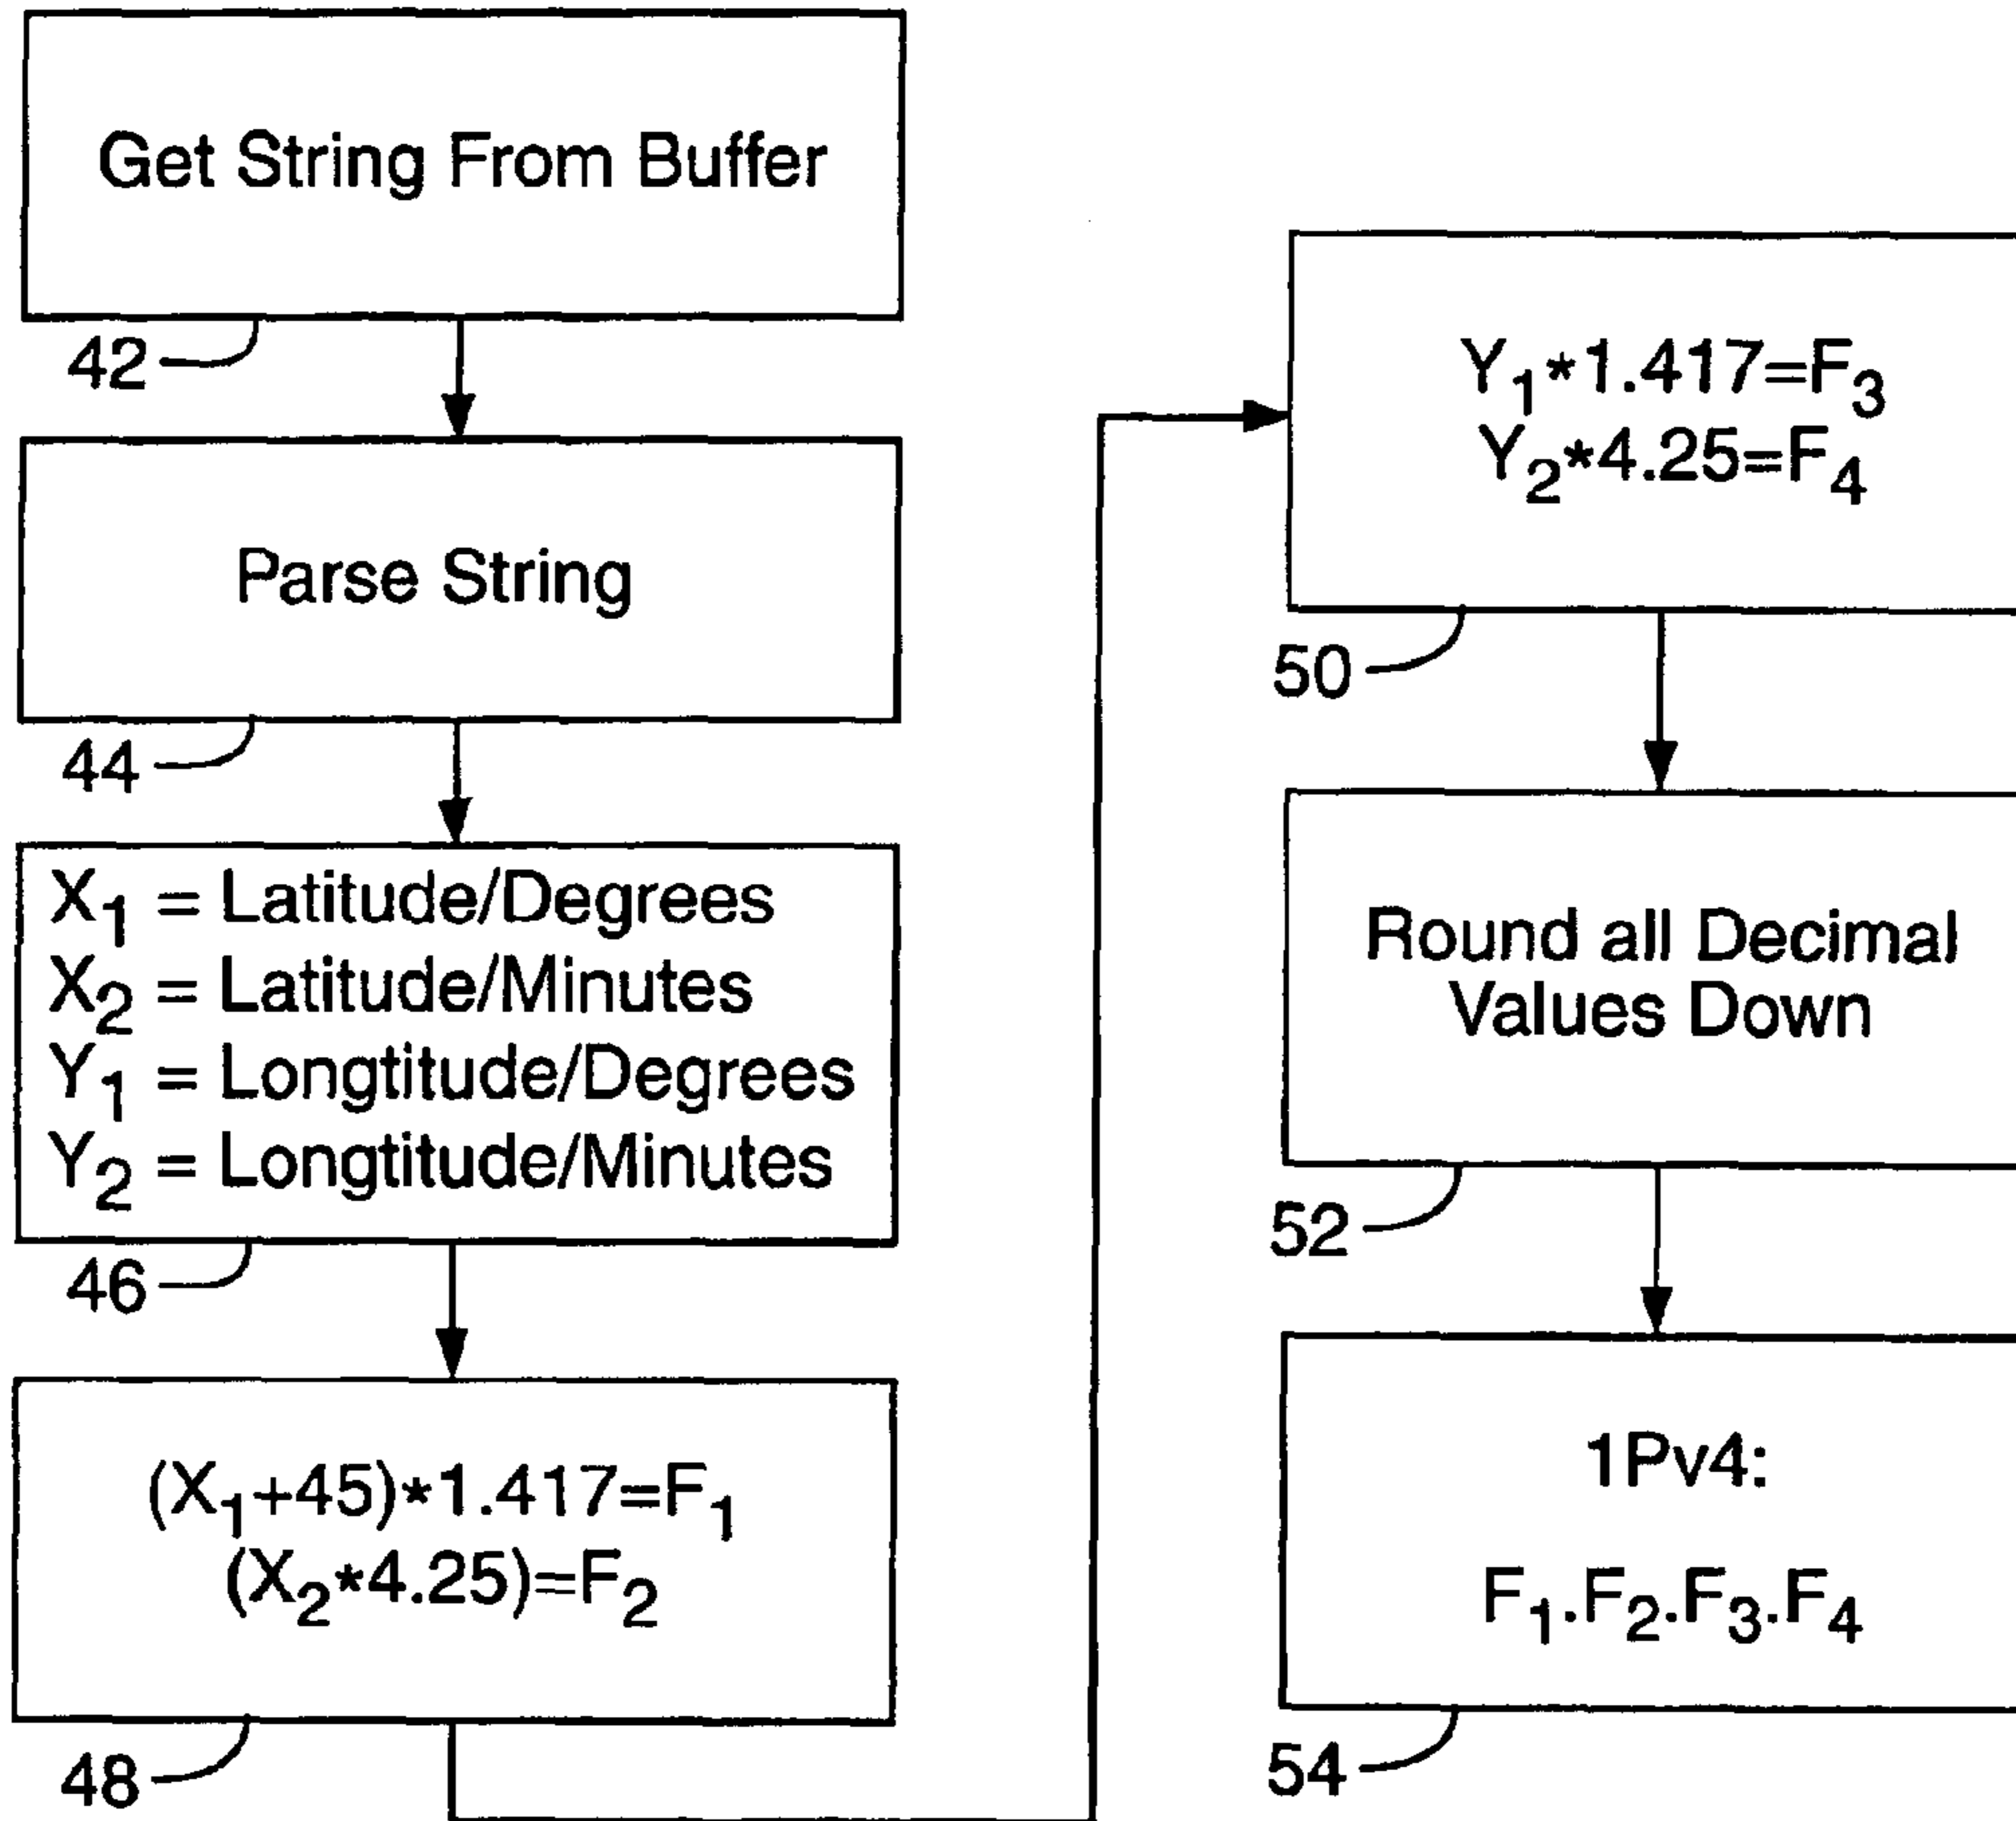 Get String From Buffer
42
Parse String
44
X₁ = Latitude/Degrees
X₂ = Latitude/Minutes
Y₁ = Longtitude/Degrees
Y₂ = Longtitude/Minutes
46
(X₁+45)*1.417=F₁
(X₂*4.25)=F₂
48
Y₁*1.417=F₃
Y₂*4.25=F₄
50
Round all Decimal
Values Down
52
1Pv4:
F₁.F₂.F₃.F₄
54